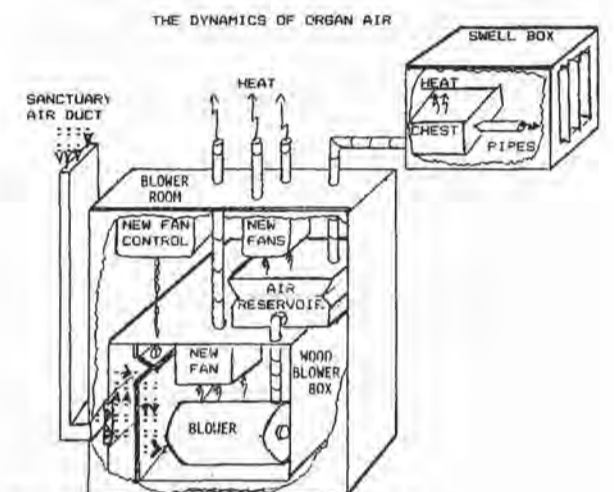 THE DYNAMICS OF ORGAN AIR
SWELL BOX
HEAT
SANCTUARY
AIR DUCT
HEAT
CHEST
PIPES
BLOWER
ROOM
NEW FAN
CONTROL
NEW
FANS
AIR
RESERVOIR
NEW
FAN
WOOD
BLOWER
BOX
BLOWER